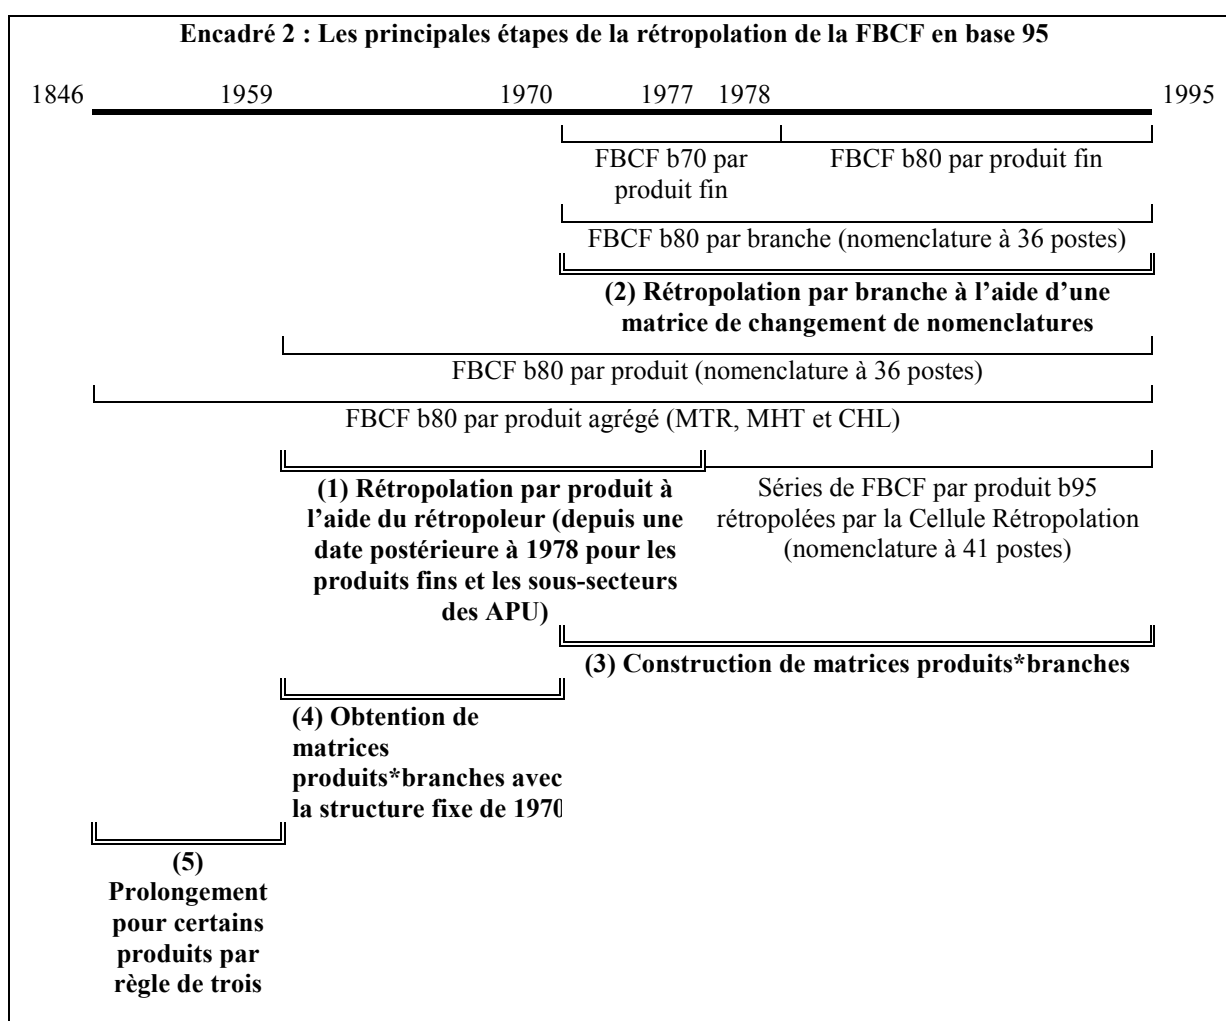 Encadré 2 : Les principales étapes de la rétropolation de la FBCF en base 95
1846 1959 1970 1977 1978 1995
FBCF b70 par
produit fin
FBCF b80 par produit fin
FBCF b80 par branche (nomenclature à 36 postes)
(2) Rétropolation par branche à l’aide d’une
matrice de changement de nomenclatures
FBCF b80 par produit (nomenclature à 36 postes)
FBCF b80 par produit agrégé (MTR, MHT et CHL)
(1) Rétropolation par produit à
l’aide du rétropoleur (depuis une
date postérieure à 1978 pour les
produits fins et les sous-secteurs
des APU)
Séries de FBCF par produit b95
rétropolées par la Cellule Rétropolation
(nomenclature à 41 postes)
(3) Construction de matrices produits*branches
(4) Obtention de
matrices
produits*branches avec
la structure fixe de 1970
(5)
Prolongement
pour certains
produits par
règle de trois